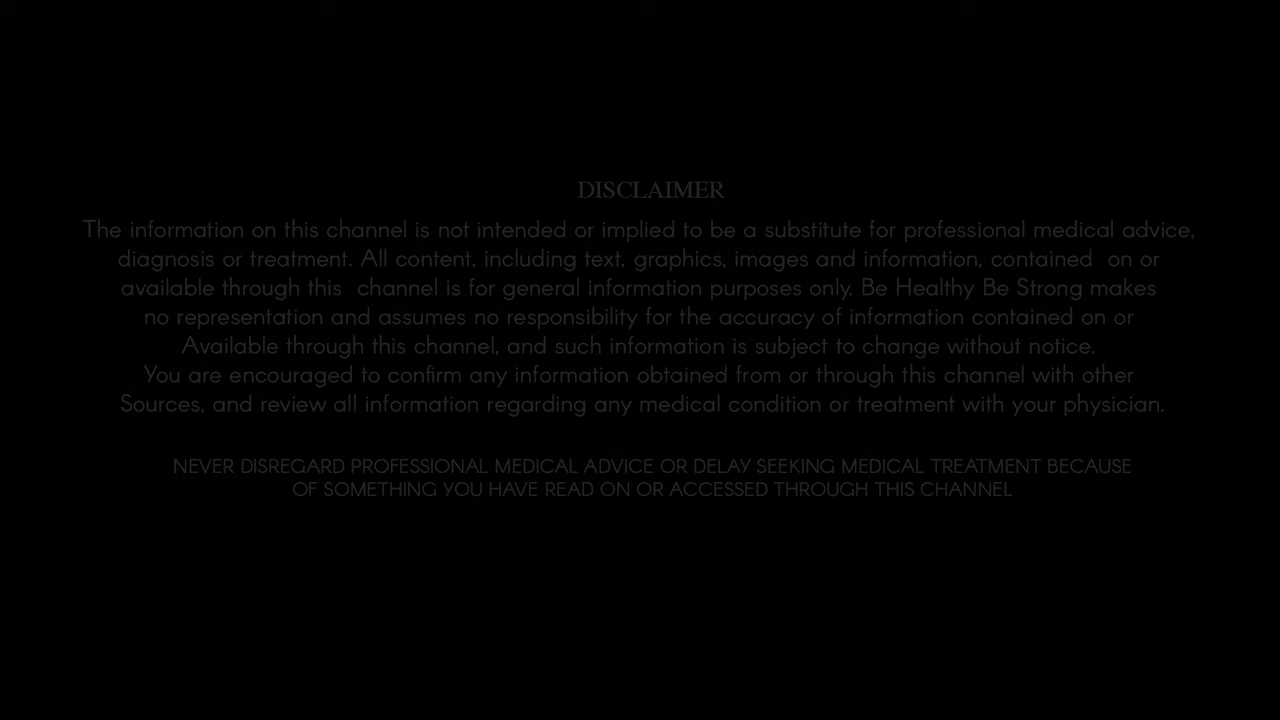 DISCLAIMER
The information on this channel is not intended or implied to be a substitute for professional medical advice,
diagnosis or treatment. All content, including text, graphics, images and information, contained on or
available through this channel is for general information purposes only. Be Healthy Be Strong makes
no representation and assumes no responsibility for the accuracy of information contained on or
Available through this channel, and such information is subject to change without notice.
You are encouraged to confirm any information obtained from or through this channel with other
Sources, and review all information regarding any medical condition or treatment with your physician.
NEVER DISREGARD PROFESSIONAL MEDICAL ADVICE OR DELAY SEEKING MEDICAL TREATMENT BECAUSE
OF SOMETHING YOU HAVE READ ON OR ACCESSED THROUGH THIS CHANNEL